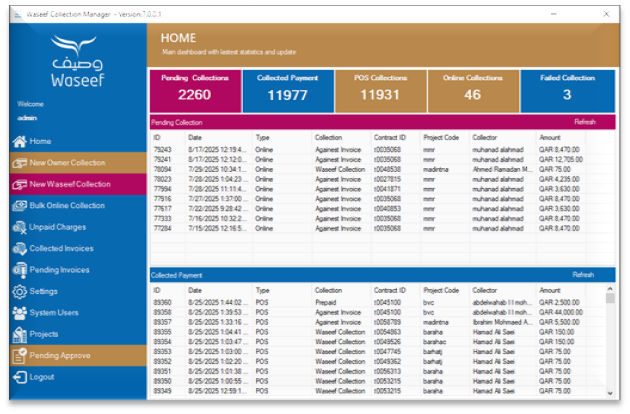 Waseef Collection Manager - Version:7.0.2.1
وصيف
Waseef
Welcome
admin
Home
New Owner Collection
New Waseef Collection
Bulk Online Collection
Unpaid Charges
Collected Invoices
Pending Invoices
Settings
System Users
Projects
Pending Approve
Logout
HOME
Main dashboard with lastest statistics and update
Pending Collections
2260
Collected Payment
11977
POS Collections
11931
Online Collections
46
Failed Collection
3
Pending Collection Refresh
ID Date Type Collection Contract ID Project Code Collector Amount
79243 8/17/2025 12:19:4... Online Againest Invoice t0035068 mmr muhanad alahmad QAR 8,470.00
79241 8/17/2025 12:12:0... Online Againest Invoice t0035068 mmr muhanad alahmad QAR 12,705.00
78094 7/29/2025 10:34:1... Online Waseef Collection t0048538 madintna Ahmed Ramadan M... QAR 75.00
78023 7/28/2025 1:04:23 ... Online Againest Invoice t0027815 mmr muhanad alahmad QAR 4,235.00
77994 7/28/2025 11:11:4... Online Againest Invoice t0041871 mmr muhanad alahmad QAR 3,630.00
77916 7/27/2025 1:37:00 ... Online Againest Invoice t0035068 mmr muhanad alahmad QAR 8,470.00
77617 7/22/2025 9:28:42 ... Online Againest Invoice t0040853 mmr muhanad alahmad QAR 3,630.00
77333 7/16/2025 10:32:2... Online Againest Invoice t0035068 mmr muhanad alahmad QAR 8,470.00
77284 7/15/2025 12:16:5... Online Againest Invoice t0035068 mmr muhanad alahmad QAR 8,470.00
Collected Payment Refresh
ID Date Type Collection Contract ID Project Code Collector Amount
89360 8/25/2025 1:44:02 ... POS Prepaid t0045100 bvc abdelwahab I I moh... QAR 2,500.00
89358 8/25/2025 1:39:53 ... POS Againest Invoice t0045100 bvc abdelwahab I I moh... QAR 44,000.00
89357 8/25/2025 1:33:16 ... POS Againest Invoice t0058789 madintna Ibrahim Mohmaed A... QAR 5,500.00
89355 8/25/2025 1:04:41 ... POS Waseef Collection t0054863 baraha Hamad Ali Saei QAR 150.00
89354 8/25/2025 1:03:47 ... POS Waseef Collection t0049526 barahac Hamad Ali Saei QAR 150.00
89353 8/25/2025 1:03:00 ... POS Waseef Collection t0047745 barhatj Hamad Ali Saei QAR 75.00
89352 8/25/2025 1:02:20 ... POS Waseef Collection t0049362 barhatj Hamad Ali Saei QAR 75.00
89351 8/25/2025 1:01:38 ... POS Waseef Collection t0056313 baraha Hamad Ali Saei QAR 75.00
89350 8/25/2025 1:00:55 ... POS Waseef Collection t0053215 baraha Hamad Ali Saei QAR 75.00
89349 8/25/2025 12:59:1... POS Waseef Collection t0053215 baraha Hamad Ali Saei QAR 75.00